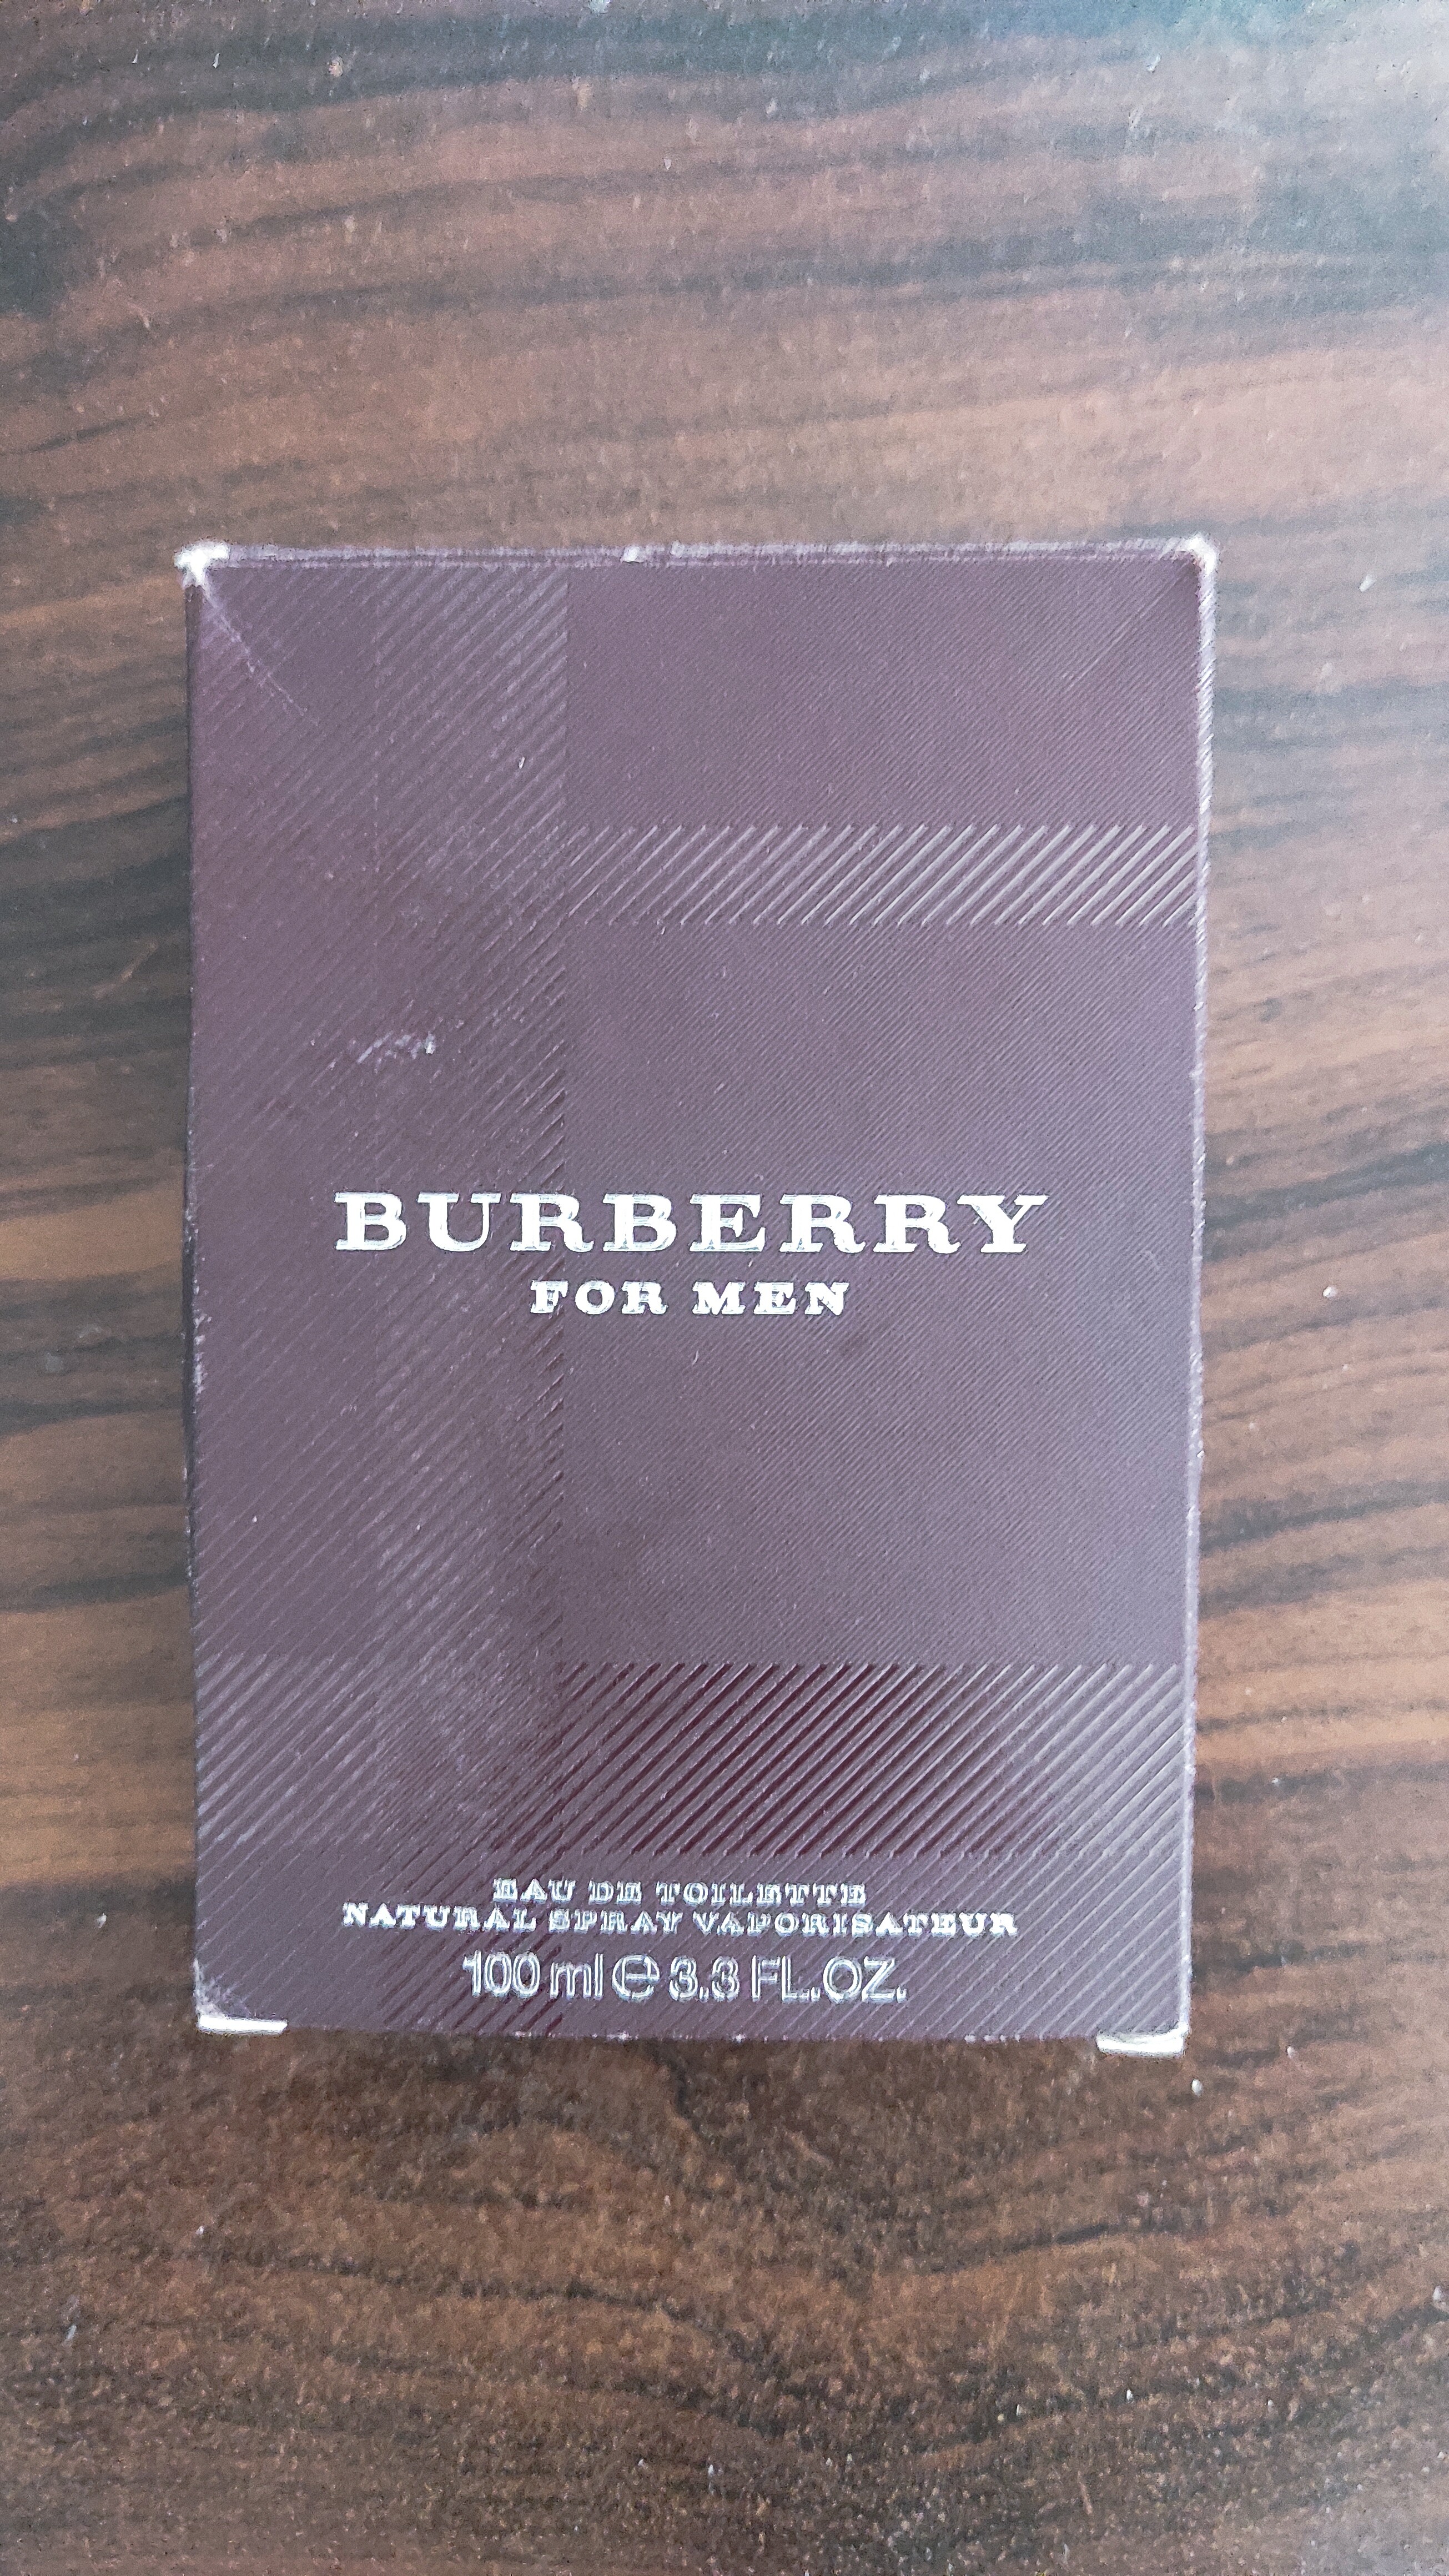 BURBERRY
FOR MEN
EAU DE TOILETTE
NATURAL SPRAY VAPORISATEUR
100 ml ℮ 3.3 FL.OZ.